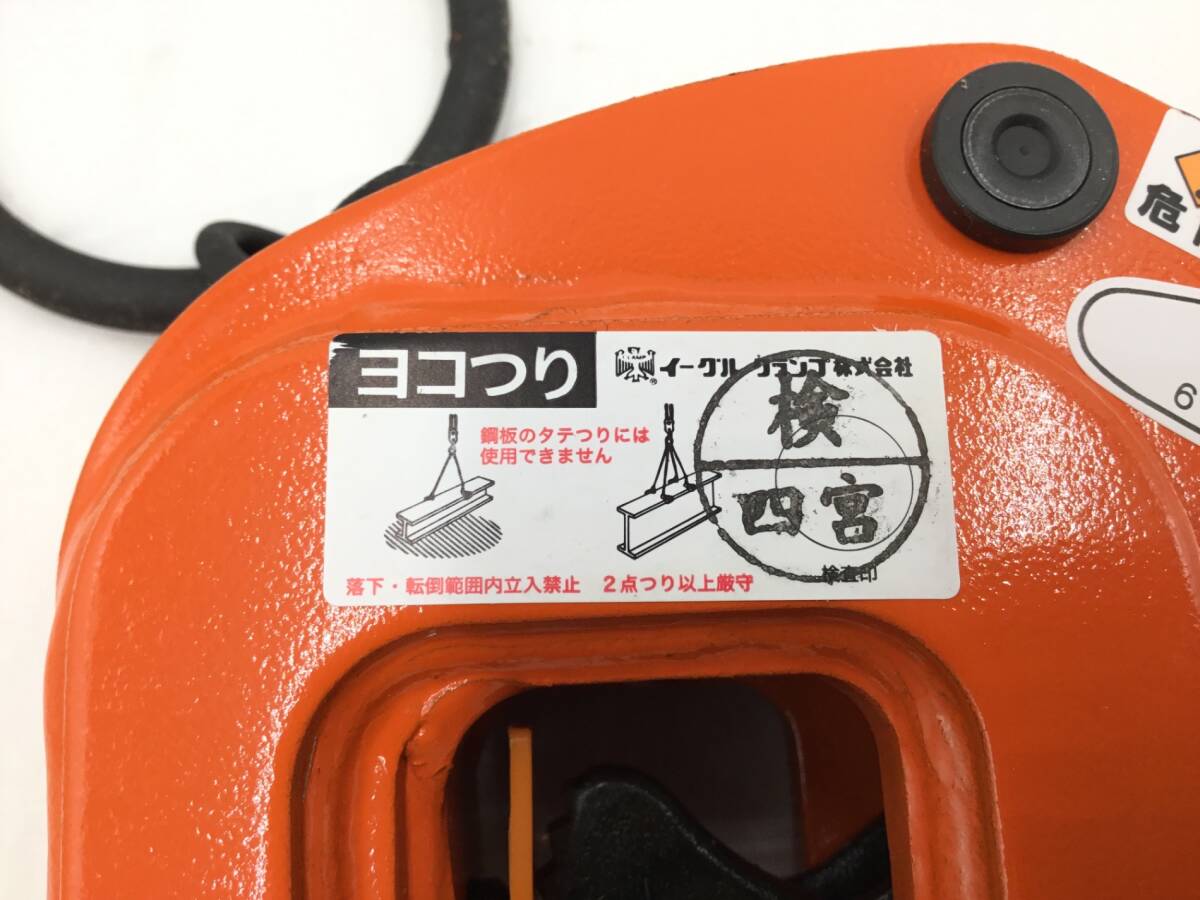 ヨコつり
イーグル クランプ株式会社
鋼板のタテつりには
使用できません
検
四宮
検査印
落下・転倒範囲内立入禁止 2点つり以上厳守
危
6